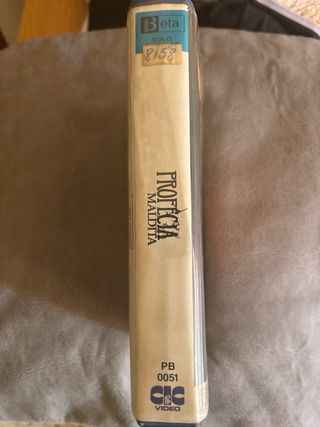 Beta
SOLO
8158
PROFECIA
MALDITA
PB
0051
CIC
VIDEO